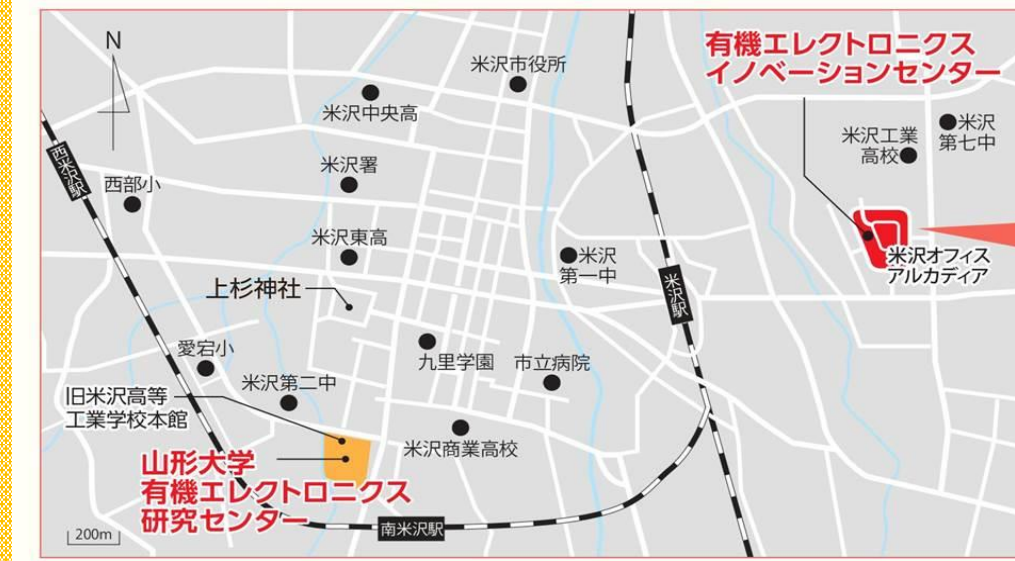 N
有機エレクトロニクス
イノベーションセンター
米沢市役所
米沢中央高
米沢工業
高校
米沢
第七中
西米沢駅
西部小
米沢署
米沢東高
米沢
第一中
米沢オフィス
アルカディア
上杉神社
米沢駅
愛宕小
九里学園
市立病院
米沢第二中
旧米沢高等
工業学校本館
米沢商業高校
山形大学
有機エレクトロニクス
研究センター
南米沢駅
200m